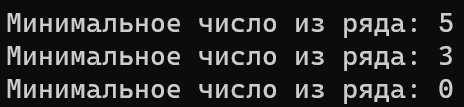 Минимальное число из ряда: 5
Минимальное число из ряда: 3
Минимальное число из ряда: 0